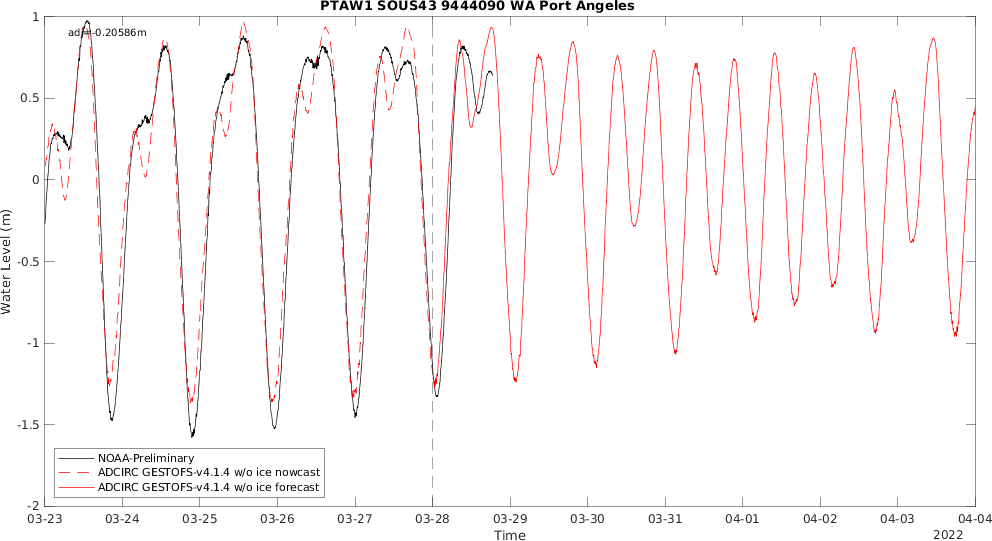 PTAW1 SOUS43 9444090 WA Port Angeles
adj=-0.20586m
1
0.5
0
-0.5
-1
-1.5
-2
Water Level (m)
NOAA-Preliminary
ADCIRC GESTOFS-v4.1.4 w/o ice nowcast
ADCIRC GESTOFS-v4.1.4 w/o ice forecast
03-23 03-24 03-25 03-26 03-27 03-28 03-29 03-30 03-31 04-01 04-02 04-03 04-04
Time
2022